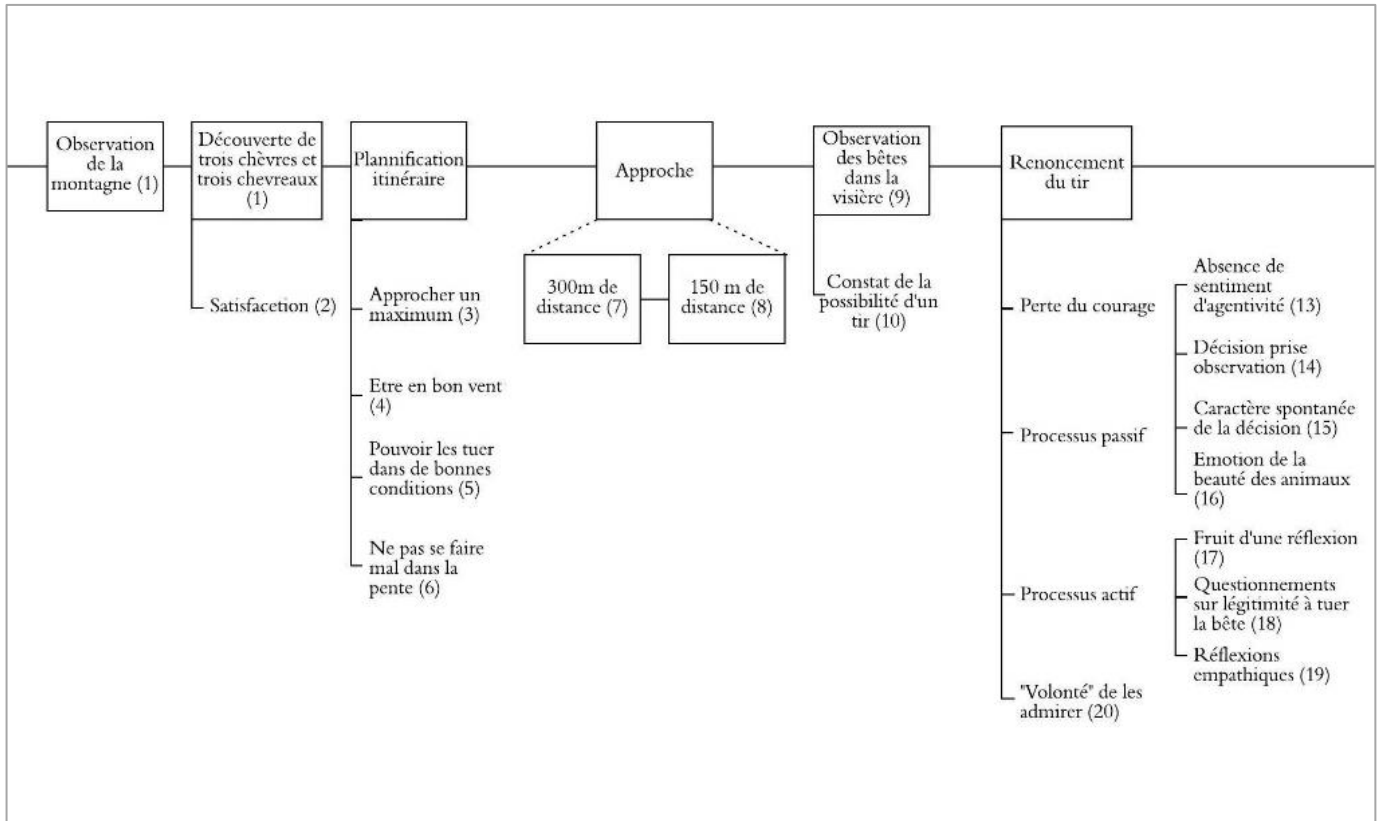 Observation
de la
montagne (1)
Découverte de
trois chèvres et
trois chevreaux
(1)
Satisfacetion (2)
Plannification
itinéraire
Approcher un
maximum (3)
Etre en bon vent
(4)
Pouvoir les tuer
dans de bonnes
conditions (5)
Ne pas se faire
mal dans la
pente (6)
Approche
300m de
distance (7)
150 m de
distance (8)
Observation
des bêtes
dans la
visière (9)
Constat de la
possibilité d'un
tir (10)
Renoncement
du tir
Perte du courage
Processus passif
Absence de
sentiment
d'agentivité (13)
Décision prise
observation (14)
Caractère spontanée
de la décision (15)
Emotion de la
beauté des animaux
(16)
Processus actif
Fruit d'une réflexion
(17)
Questionnements
sur légitimité à tuer
la bête (18)
Réflexions
empathiques (19)
"Volonté" de les
admirer (20)